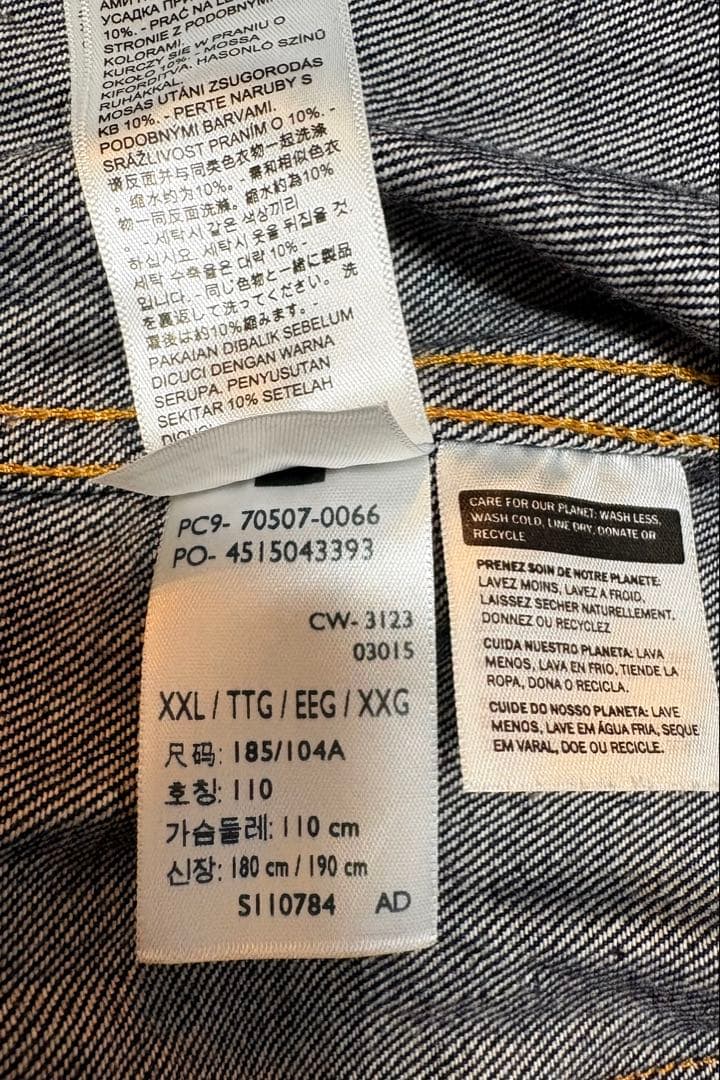 УСАДКА ПРИ
10%. - PRAĆ NA LE
STRONIE Z PODOBNYMI
KOLORAMI.
KURCZY SIĘ W PRANIU O
OKOŁO 10%. - MOSSA
KIFORDÍTVA, HASONLÓ SZÍNŰ
RUHÁKKAL.
MOSÁS UTÁNI ZSUGORODÁS
KB 10%. - PERTE NARUBY S
PODOBNÝMI BARVAMI.
SRÁŽLIVOST PRANÍM O 10%. -
请反面并与同类色衣物一起洗涤
。缩水约为10%。 需和相似色衣
物一同反面洗滌。縮水約為10%
。 - 세탁시 같은 색상끼리
하십시요. 세탁시 옷을 뒤집을 것.
세탁 수축율은 대략 10% -
입니다. - 同じ色物と一緒に製品
を裏返して洗ってください。 洗
濯後は約10%縮みます。 -
PAKAIAN DIBALIK SEBELUM
DICUCI DENGAN WARNA
SERUPA. PENYUSUTAN
SEKITAR 10% SETELAH
DICUCI
PC9- 70507-0066
PO- 4515043393
CW- 3123
03015
XXL / TTG / EEG / XXG
尺码: 185/104A
호칭: 110
가슴둘레: 110 cm
신장: 180 cm / 190 cm
S110784 AD
CARE FOR OUR PLANET: WASH LESS,
WASH COLD, LINE DRY, DONATE OR
RECYCLE
PRENEZ SOIN DE NOTRE PLANETE:
LAVEZ MOINS, LAVEZ A FROID,
LAISSEZ SECHER NATURELLEMENT,
DONNEZ OU RECYCLEZ
CUIDA NUESTRO PLANETA: LAVA
MENOS, LAVA EN FRIO, TIENDE LA
ROPA, DONA O RECICLA.
CUIDE DO NOSSO PLANETA: LAVE
MENOS, LAVE EM ÁGUA FRIA, SEQUE
EM VARAL, DOE OU RECICLE.